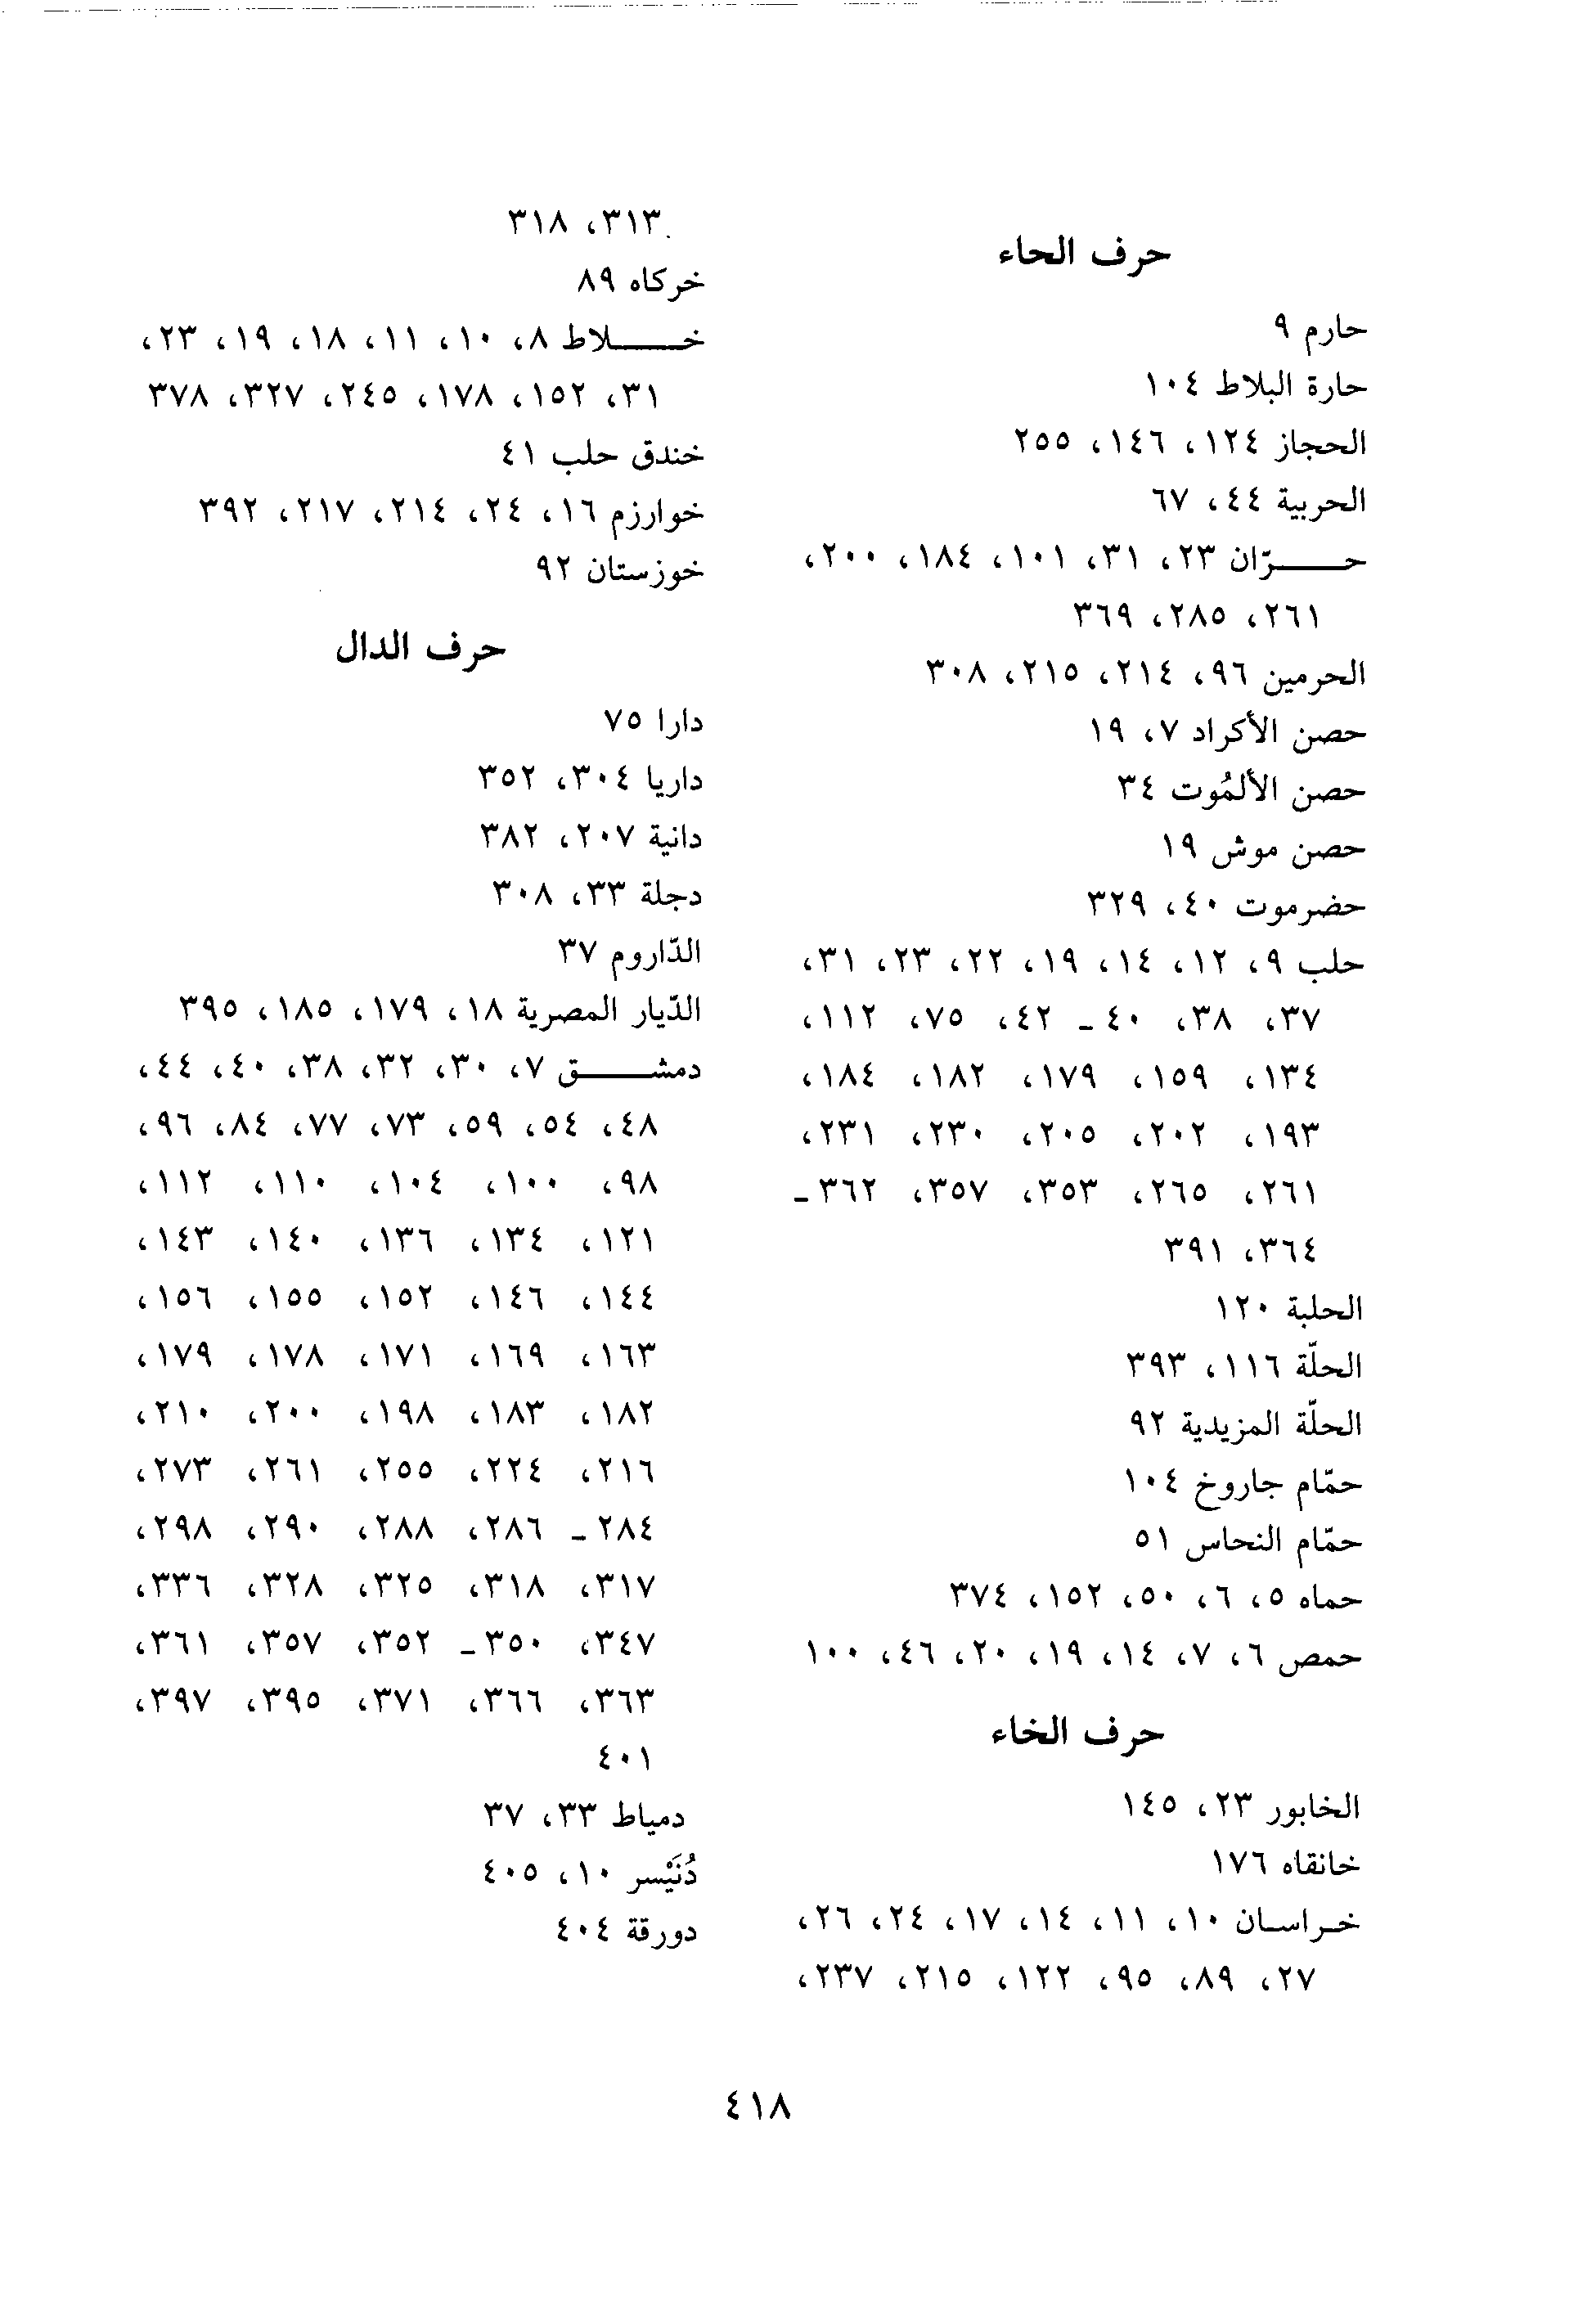 حرف الحاء
حارم ٩
حارة البلاط ١٠٤
الحجاز ١٢٤، ١٤٦، ٢٥٥
الحربية ٤٤، ٦٧
حـــرّان ٢٣، ٣١، ١٠١، ١٨٤، ٢٠٠،
٢٦١، ٢٨٥، ٣٦٩
الحرمين ٩٦، ٢١٤، ٢١٥، ٣٠٨
حصن الأكراد ٧، ١٩
حصن الألمُوت ٣٤
حصن موش ١٩
حضرموت ٤٠، ٣٢٩
حلب ٩، ١٢، ١٤، ١٩، ٢٢، ٢٣، ٣١،
٣٧، ٣٨، ٤٠ ـ ٤٢، ٧٥، ١١٢،
١٣٤، ١٥٩، ١٧٩، ١٨٢، ١٨٤،
١٩٣، ٢٠٢، ٢٠٥، ٢٣٠، ٢٣١،
٢٦١، ٢٦٥، ٣٥٣، ٣٥٧، ٣٦٢ ـ
٣٦٤، ٣٩١
الحلبة ١٢٠
الحلّة ١١٦، ٣٩٣
الحلّة المزيدية ٩٢
حمّام جاروخ ١٠٤
حمّام النحاس ٥١
حماه ٥، ٦، ٥٠، ١٥٢، ٣٧٤
حمص ٦، ٧، ١٤، ١٩، ٢٠، ٤٦، ١٠٠
حرف الخاء
الخابور ٢٣، ١٤٥
خانقاه ١٧٦
خراسان ١٠، ١١، ١٤، ١٧، ٢٤، ٢٦،
٢٧، ٨٩، ٩٥، ١٢٢، ٢١٥، ٢٣٧،
٣١٣، ٣١٨
خركاه ٨٩
خـــلاط ٨، ١٠، ١١، ١٨، ١٩، ٢٣،
٣١، ١٥٢، ١٧٨، ٢٤٥، ٣٢٧، ٣٧٨
خندق حلب ٤١
خوارزم ١٦، ٢٤، ٢١٤، ٢١٧، ٣٩٢
خوزستان ٩٢
حرف الدال
دارا ٧٥
داريا ٣٠٤، ٣٥٢
دانية ٢٠٧، ٣٨٢
دجلة ٣٣، ٣٠٨
الدّاروم ٣٧
الدّيار المصرية ١٨، ١٧٩، ١٨٥، ٣٩٥
دمشـــق ٧، ٣٠، ٣٢، ٣٨، ٤٠، ٤٤،
٤٨، ٥٤، ٥٩، ٧٣، ٧٧، ٨٤، ٩٦،
٩٨، ١٠٠، ١٠٤، ١١٠، ١١٢،
١٢١، ١٣٤، ١٣٦، ١٤٠، ١٤٣،
١٤٤، ١٤٦، ١٥٢، ١٥٥، ١٥٦،
١٦٣، ١٦٩، ١٧١، ١٧٨، ١٧٩،
١٨٢، ١٨٣، ١٩٨، ٢٠٠، ٢١٠،
٢١٦، ٢٢٤، ٢٥٥، ٢٦١، ٢٧٣،
٢٨٤ ـ ٢٨٦، ٢٨٨، ٢٩٠، ٢٩٨،
٣١٧، ٣١٨، ٣٢٥، ٣٢٨، ٣٣٦،
٣٤٧، ٣٥٠ ـ ٣٥٢، ٣٥٧، ٣٦١،
٣٦٣، ٣٦٦، ٣٧١، ٣٩٥، ٣٩٧،
٤٠١
دمياط ٣٣، ٣٧
دُنَيْسر ١٠، ٤٠٥
دورقة ٤٠٤
٤١٨